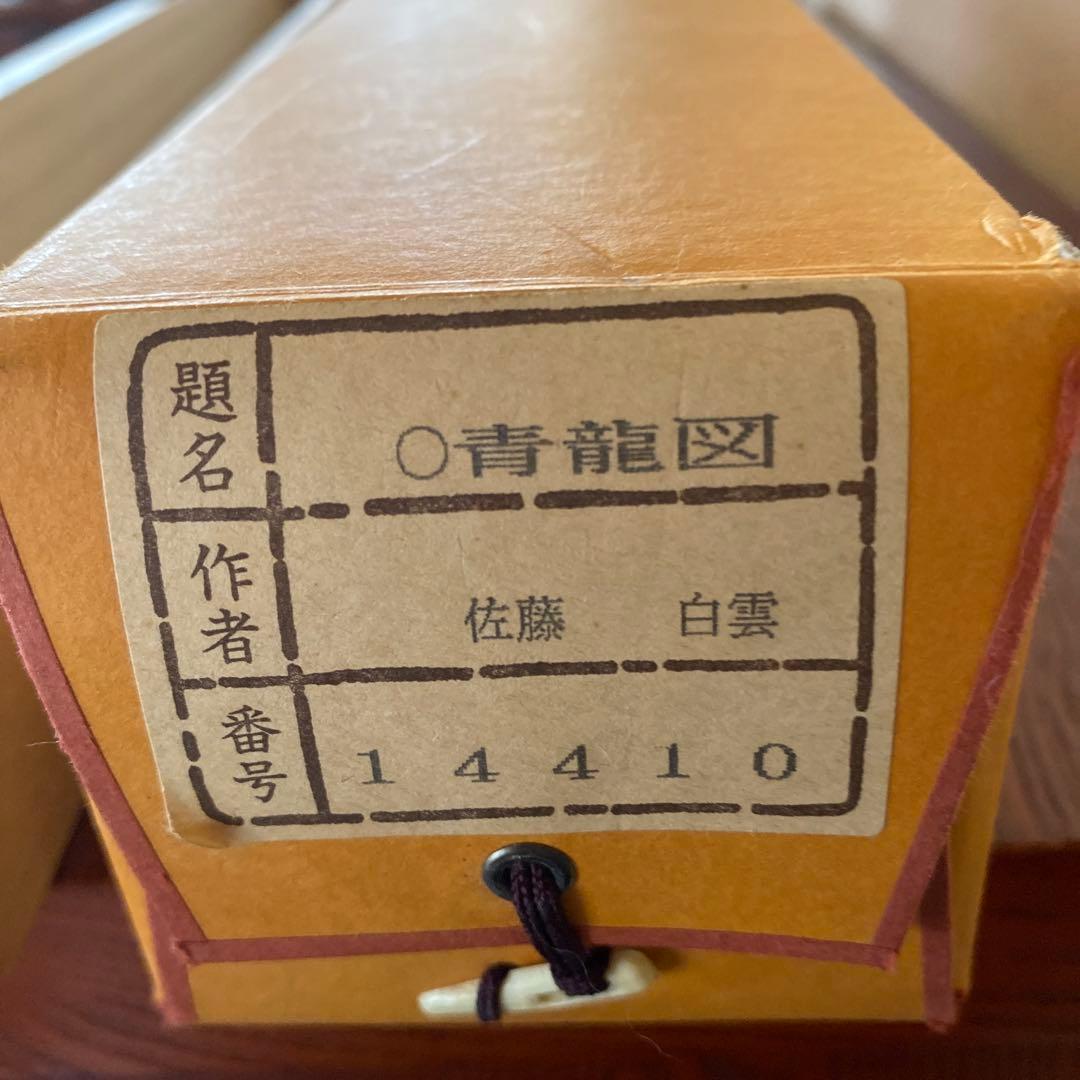 題名 ○青龍図
作者 佐藤 白雲
番号 14410